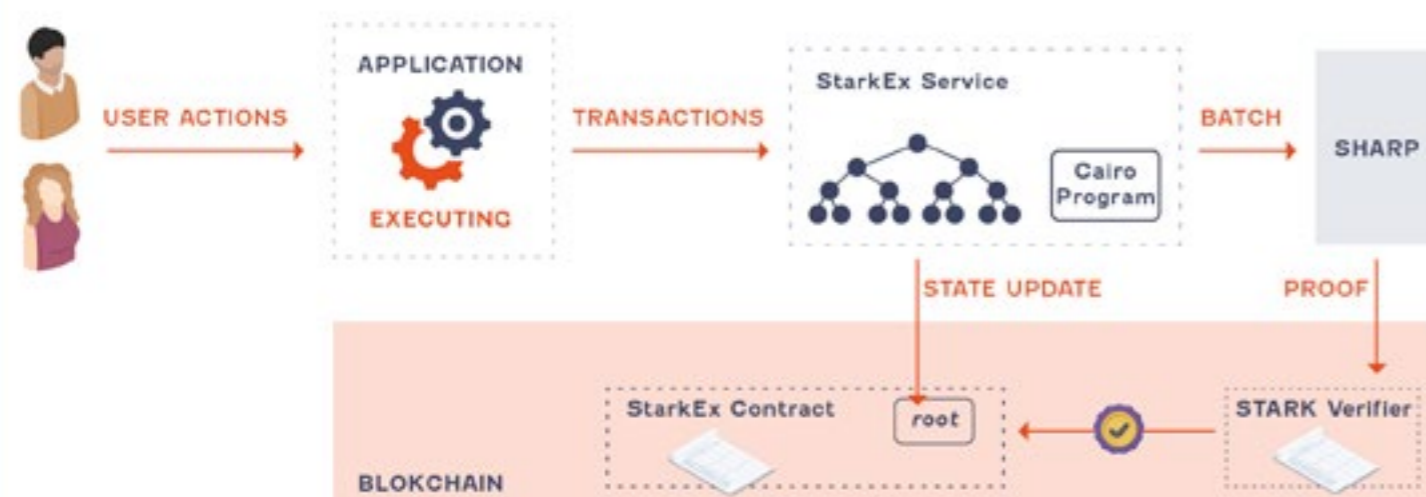 APPLICATION
StarkEx Service
USER ACTIONS
TRANSACTIONS
BATCH
SHARP
Cairo
Program
EXECUTING
STATE UPDATE
PROOF
StarkEx Contract
root
STARK Verifier
BLOKCHAIN